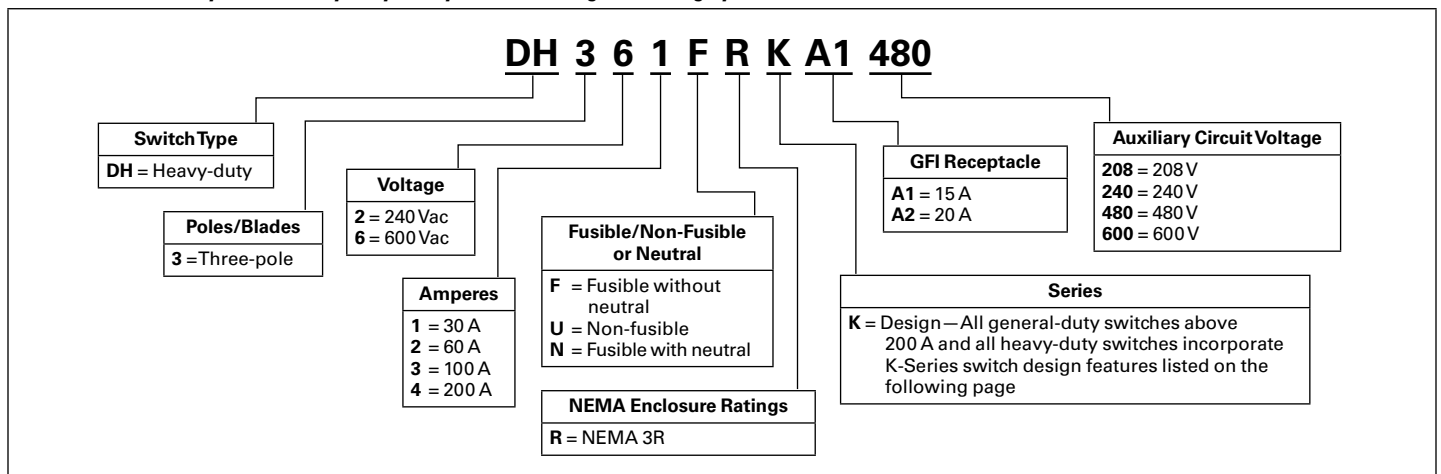 DH 3 6 1 F R K A1 480
Switch Type
DH = Heavy-duty
Poles/Blades
3 = Three-pole
Voltage
2 = 240 Vac
6 = 600 Vac
Amperes
1 = 30 A
2 = 60 A
3 = 100 A
4 = 200 A
Fusible/Non-Fusible
or Neutral
F = Fusible without
neutral
U = Non-fusible
N = Fusible with neutral
NEMA Enclosure Ratings
R = NEMA 3R
GFI Receptacle
A1 = 15 A
A2 = 20 A
Series
K = Design—All general-duty switches above
200 A and all heavy-duty switches incorporate
K-Series switch design features listed on the
following page
Auxiliary Circuit Voltage
208 = 208 V
240 = 240 V
480 = 480 V
600 = 600 V